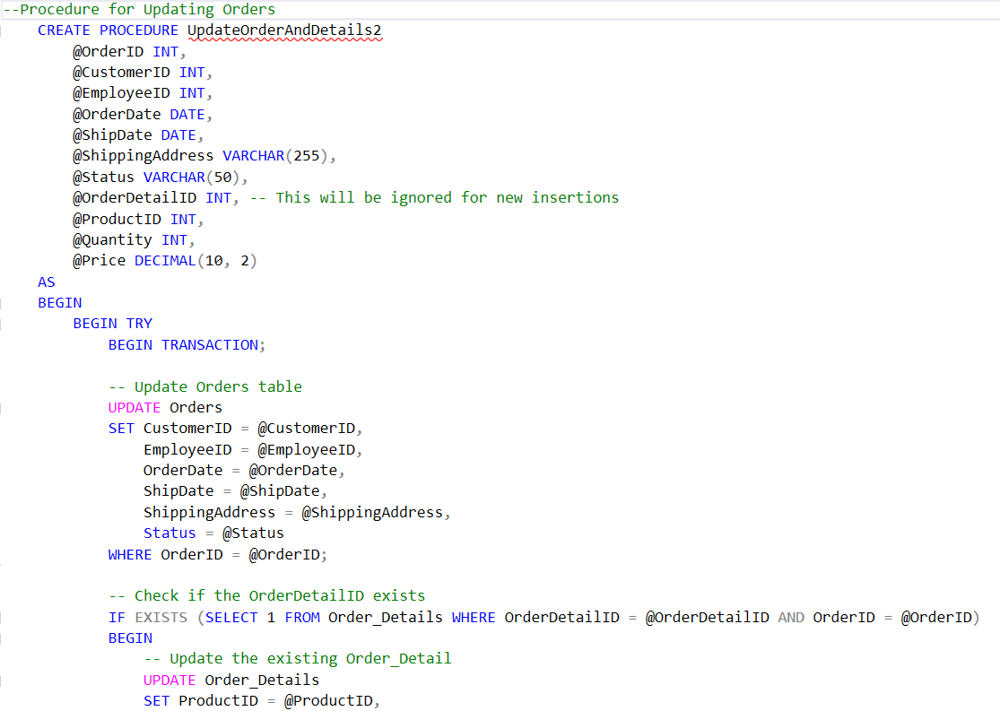 --Procedure for Updating Orders
CREATE PROCEDURE UpdateOrderAndDetails2
@OrderID INT,
@CustomerID INT,
@EmployeeID INT,
@OrderDate DATE,
@ShipDate DATE,
@ShippingAddress VARCHAR(255),
@Status VARCHAR(50),
@OrderDetailID INT, -- This will be ignored for new insertions
@ProductID INT,
@Quantity INT,
@Price DECIMAL(10, 2)
AS
BEGIN
BEGIN TRY
BEGIN TRANSACTION;
-- Update Orders table
UPDATE Orders
SET CustomerID = @CustomerID,
EmployeeID = @EmployeeID,
OrderDate = @OrderDate,
ShipDate = @ShipDate,
ShippingAddress = @ShippingAddress,
Status = @Status
WHERE OrderID = @OrderID;
-- Check if the OrderDetailID exists
IF EXISTS (SELECT 1 FROM Order_Details WHERE OrderDetailID = @OrderDetailID AND OrderID = @OrderID)
BEGIN
-- Update the existing Order_Detail
UPDATE Order_Details
SET ProductID = @ProductID,